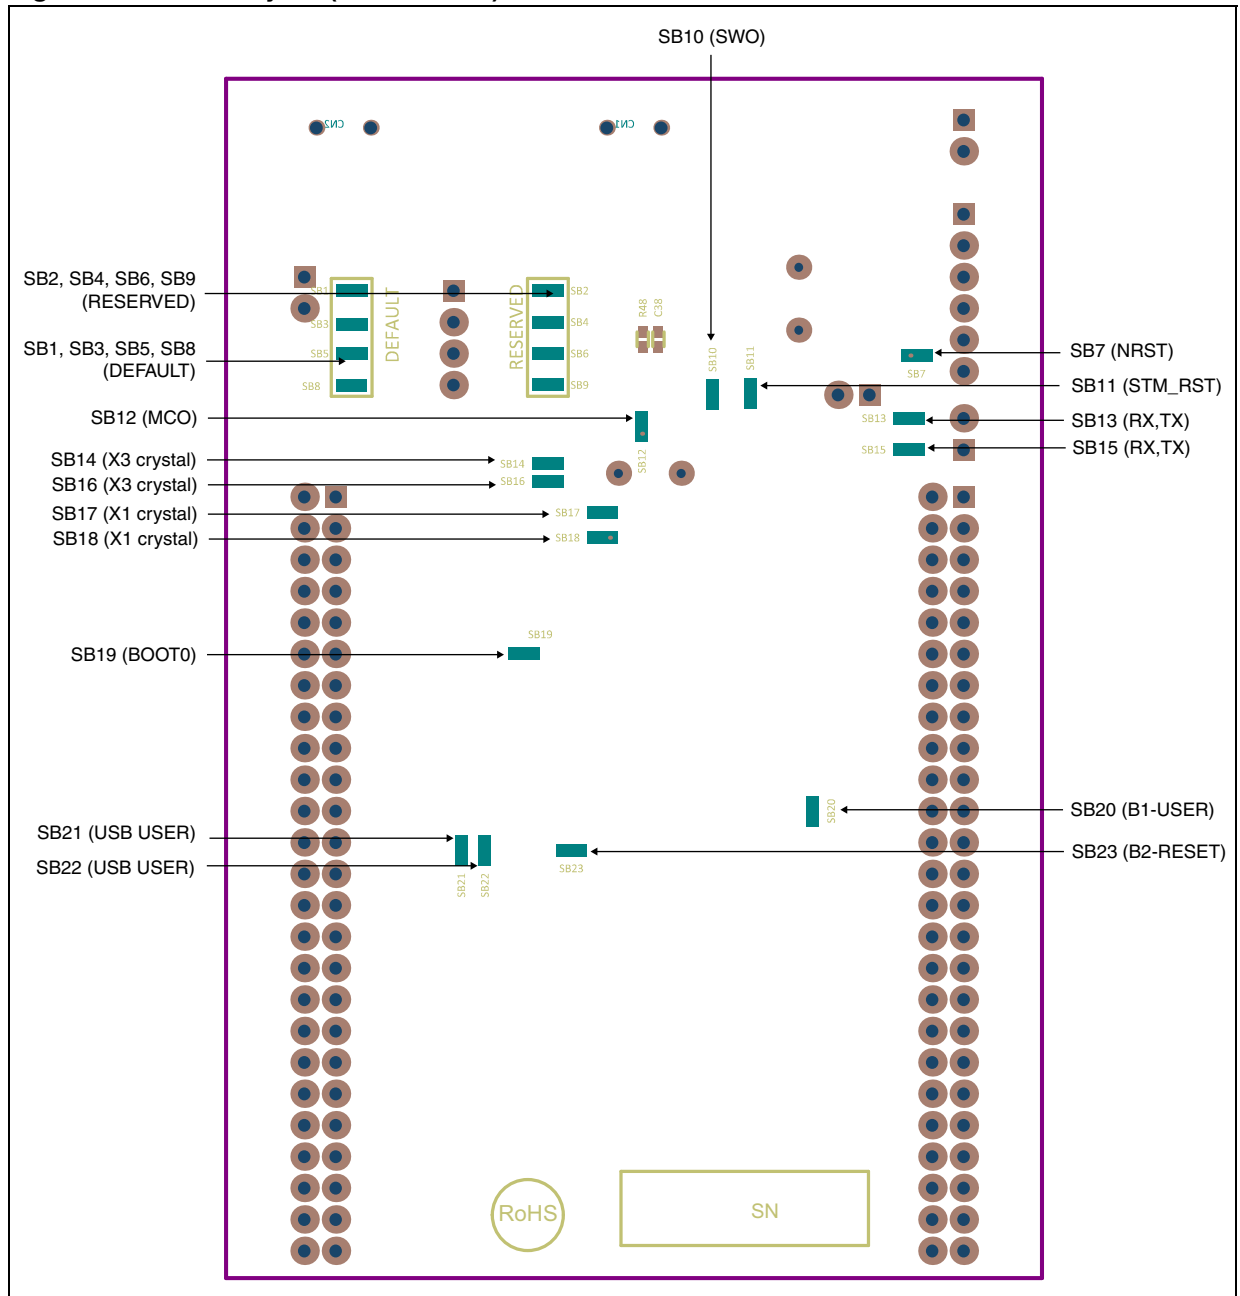 SB10 (SWO)
CN2
CN1
SB2, SB4, SB6, SB9
(RESERVED)
SB1, SB3, SB5, SB8
(DEFAULT)
SB1
SB3
SB5
SB8
DEFAULT
RESERVED
SB2
SB4
SB6
SB9
R48
C38
SB10
SB11
SB7
SB7 (NRST)
SB11 (STM_RST)
SB12 (MCO)
SB12
SB13
SB13 (RX,TX)
SB15
SB15 (RX,TX)
SB14 (X3 crystal)
SB14
SB16 (X3 crystal)
SB16
SB17 (X1 crystal)
SB17
SB18 (X1 crystal)
SB18
SB19
SB19 (BOOT0)
SB20
SB20 (B1-USER)
SB21 (USB USER)
SB22 (USB USER)
SB21
SB22
SB23
SB23 (B2-RESET)
RoHS
SN